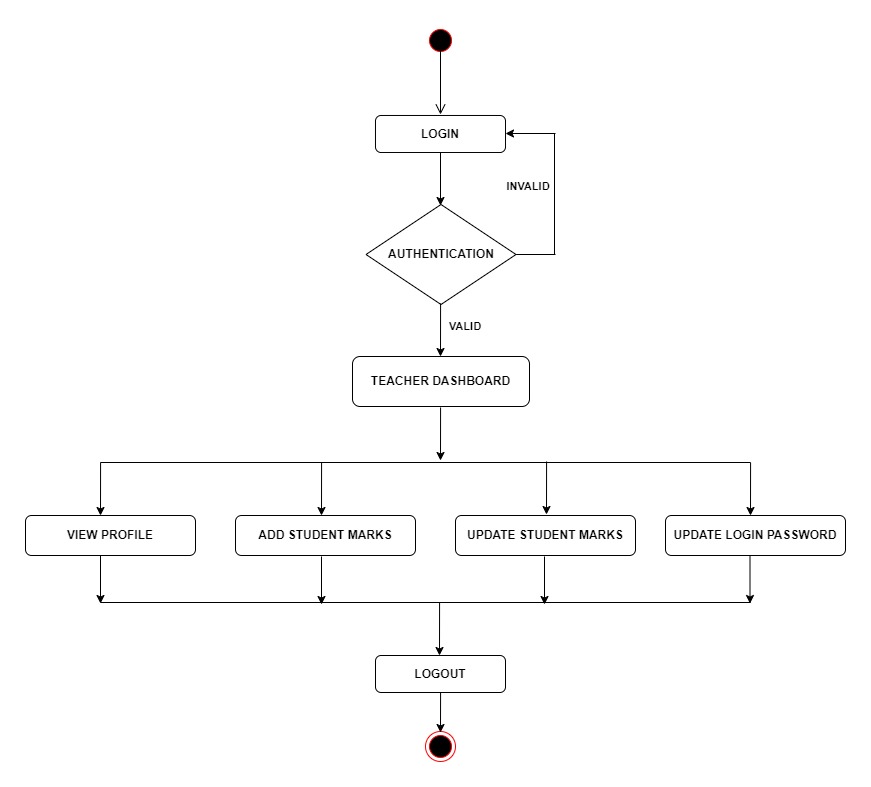 LOGIN
INVALID
AUTHENTICATION
VALID
TEACHER DASHBOARD
VIEW PROFILE
ADD STUDENT MARKS
UPDATE STUDENT MARKS
UPDATE LOGIN PASSWORD
LOGOUT